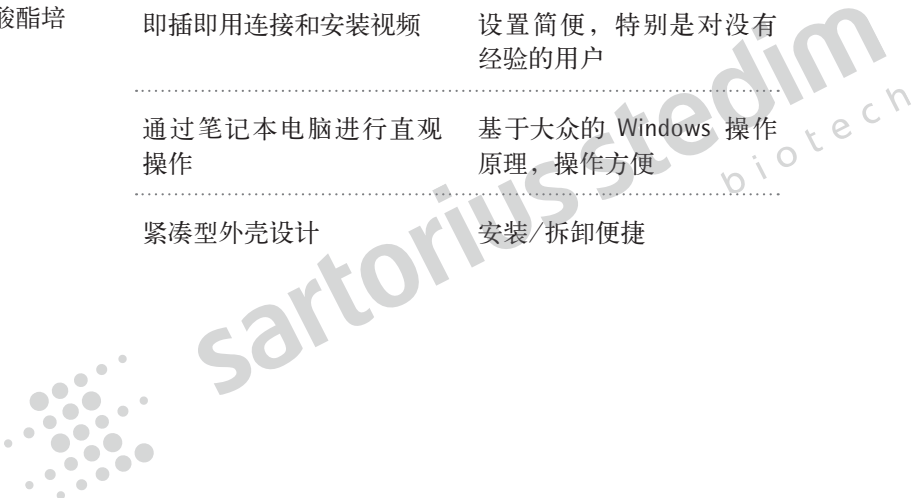 酸酯培
即插即用连接和安装视频
设置简便，特别是对没有
经验的用户
通过笔记本电脑进行直观
操作
基于大众的 Windows 操作
原理，操作方便
紧凑型外壳设计
安装/拆卸便捷
sartorius stedim
biotech